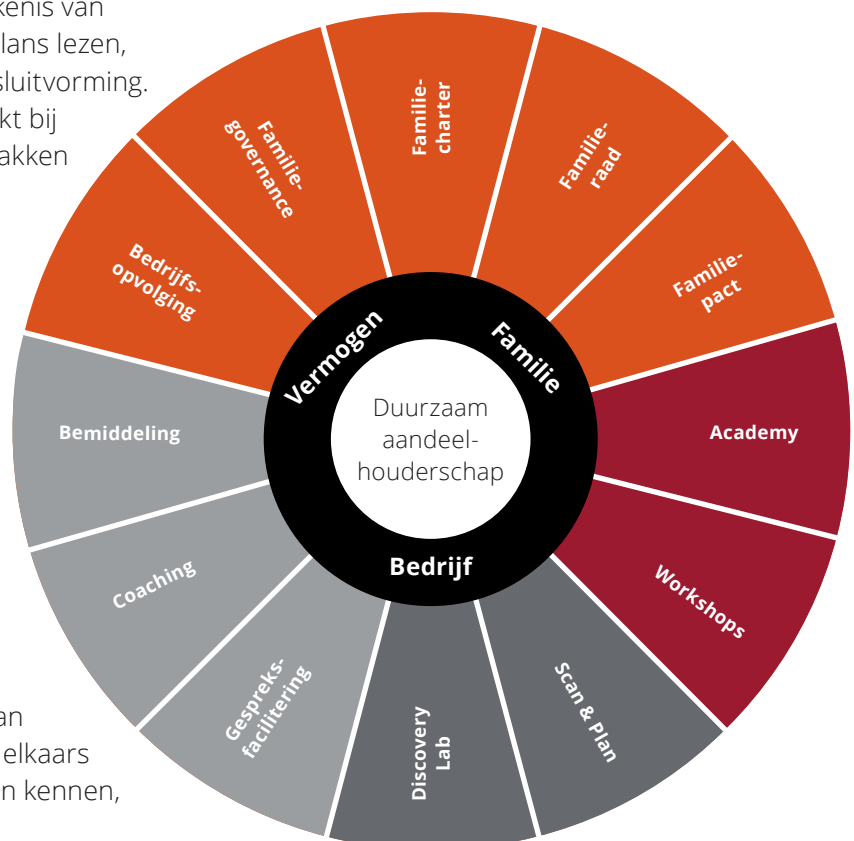 kenis van
lans lezen,
sluitvorming.
kt bij
akken
Familie-
charter
Familie-
raad
Familie-
pact
Academy
Workshops
Scan & Plan
Discovery
Lab
Gespreks-
facilitering
Coaching
Bemiddeling
Bedrijfs-
opvolging
Familie-
governance
Vermogen
Familie
Bedrijf
Duurzaam
aandeel-
houderschap
an
elkaars
n kennen,